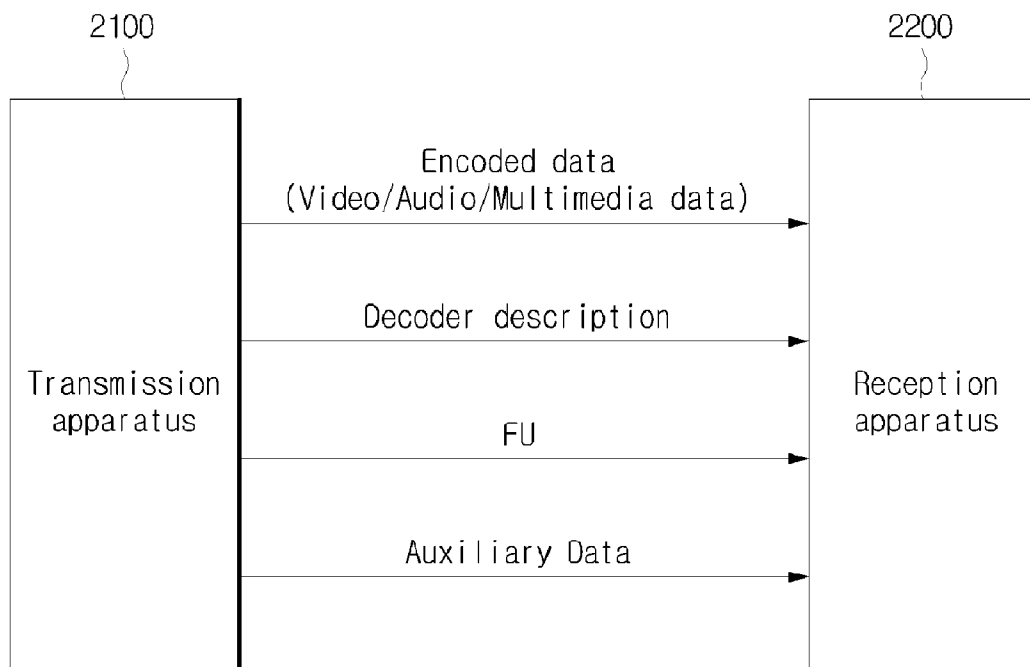 2100
2200
Encoded data
(Video/Audio/Multimedia data)
Decoder description
Transmission
apparatus
Reception
apparatus
FU
Auxiliary Data